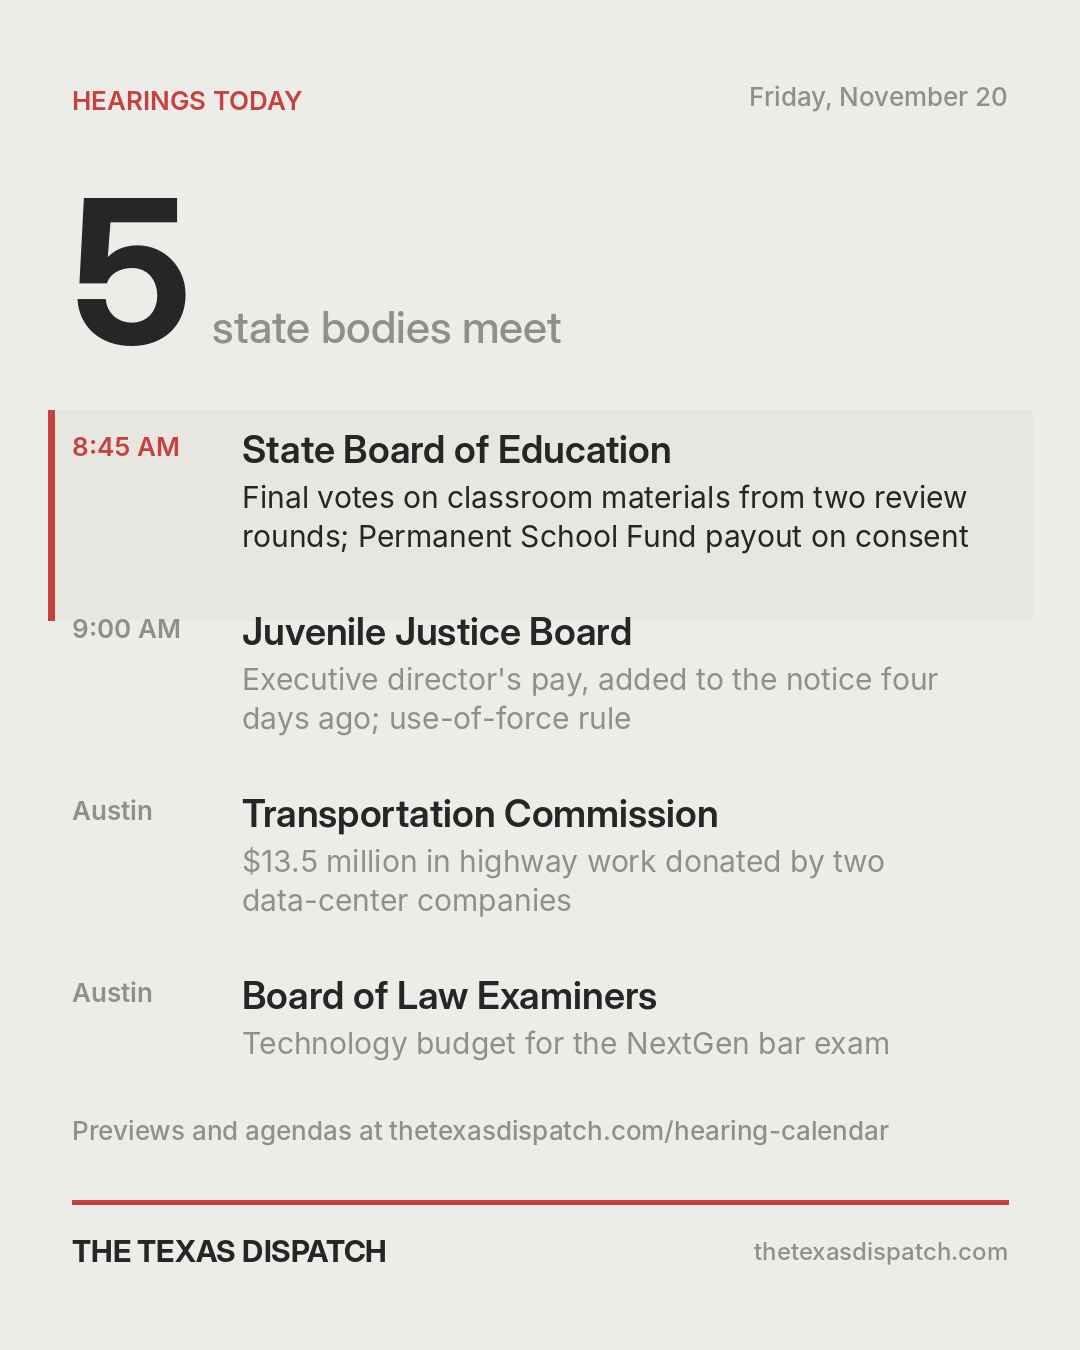 HEARINGS TODAY
Friday, November 20
5 state bodies meet
8:45 AM
State Board of Education
Final votes on classroom materials from two review
rounds; Permanent School Fund payout on consent
9:00 AM
Juvenile Justice Board
Executive director's pay, added to the notice four
days ago; use-of-force rule
Austin
Transportation Commission
$13.5 million in highway work donated by two
data-center companies
Austin
Board of Law Examiners
Technology budget for the NextGen bar exam
Previews and agendas at thetexasdispatch.com/hearing-calendar
THE TEXAS DISPATCH
thetexasdispatch.com